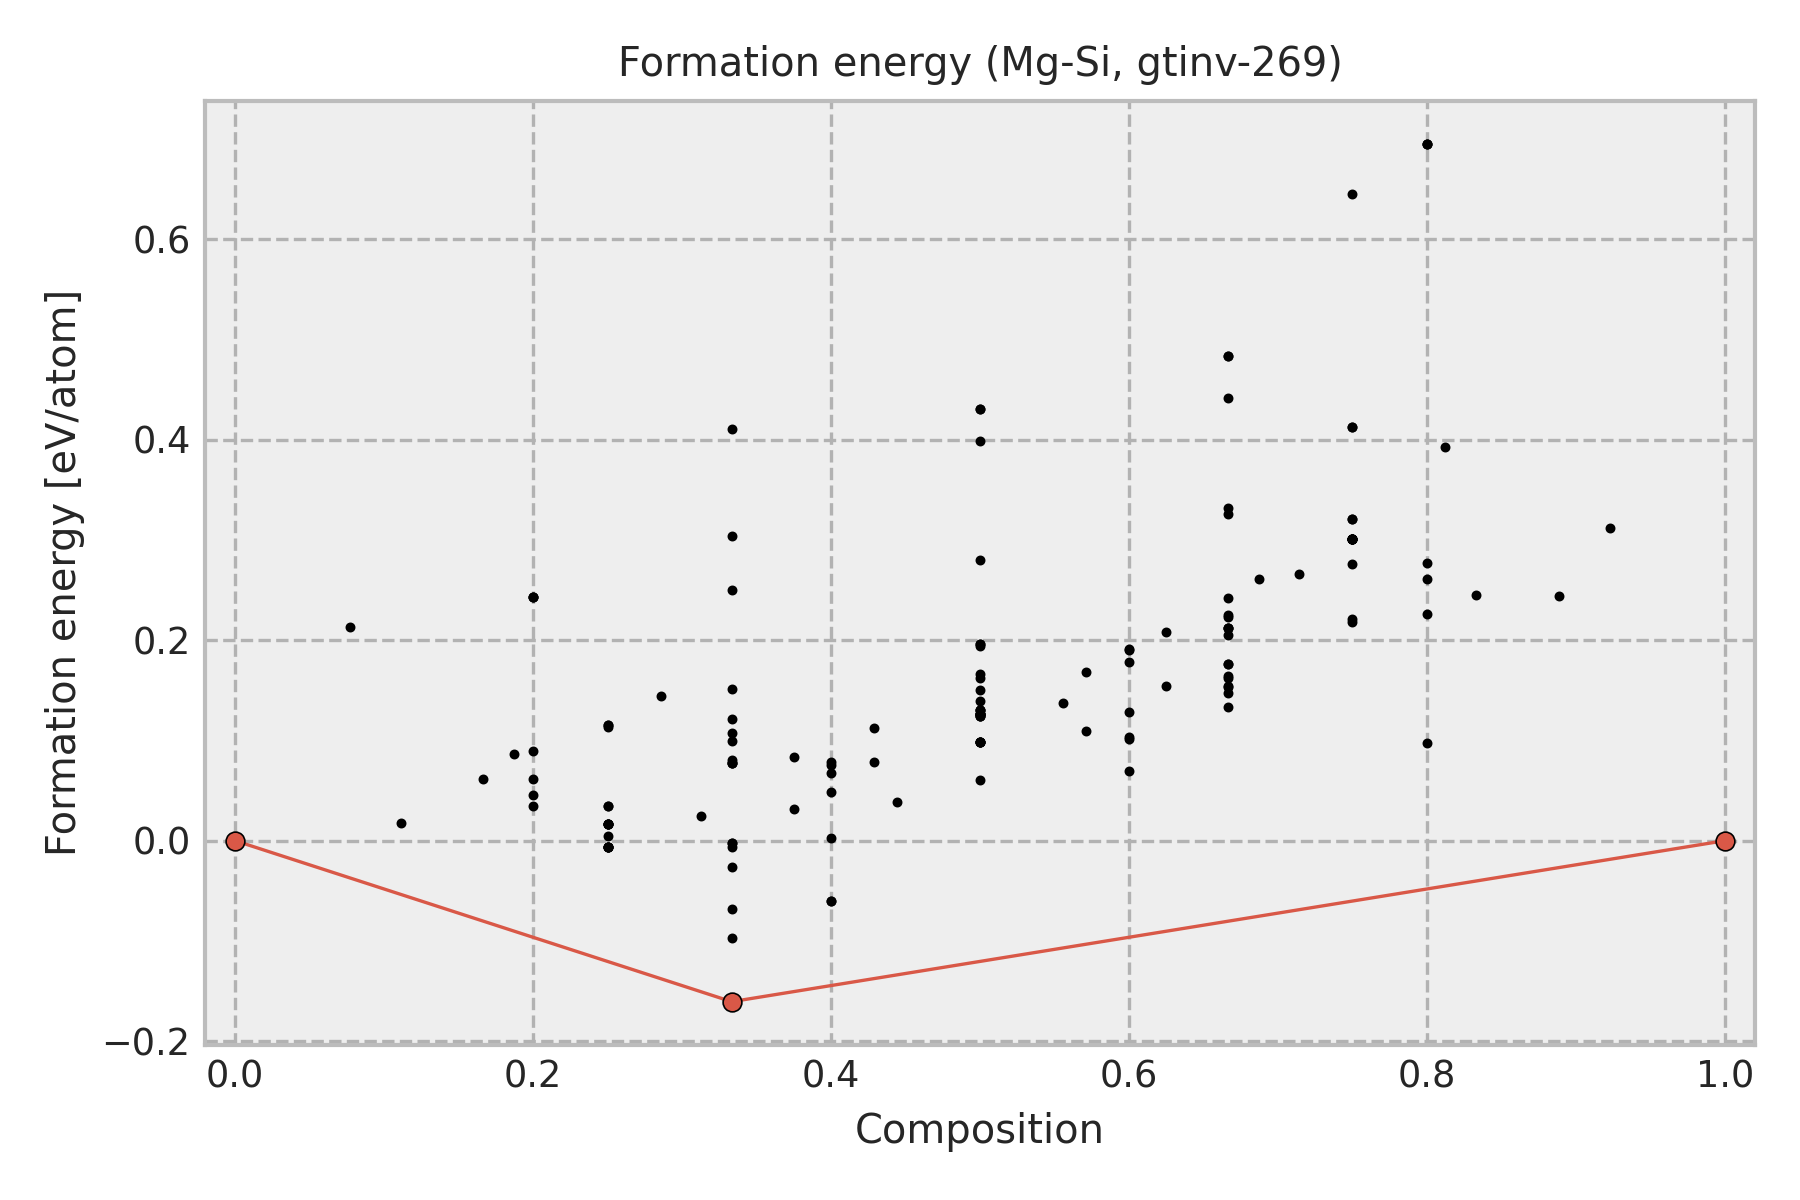 Formation energy (Mg-Si, gtinv-269)
Formation energy [eV/atom]
0.6
0.4
0.2
0.0
−0.2
0.0 0.2 0.4 0.6 0.8 1.0
Composition